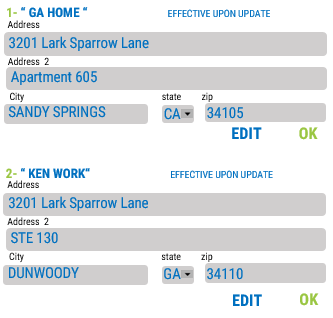 1- “ GA HOME “ EFFECTIVE UPON UPDATE
Address
3201 Lark Sparrow Lane
Address 2
Apartment 605
City state zip
SANDY SPRINGS CA 34105
EDIT OK
2- “ KEN WORK“ EFFECTIVE UPON UPDATE
Address
3201 Lark Sparrow Lane
Address 2
STE 130
City state zip
DUNWOODY GA 34110
EDIT OK